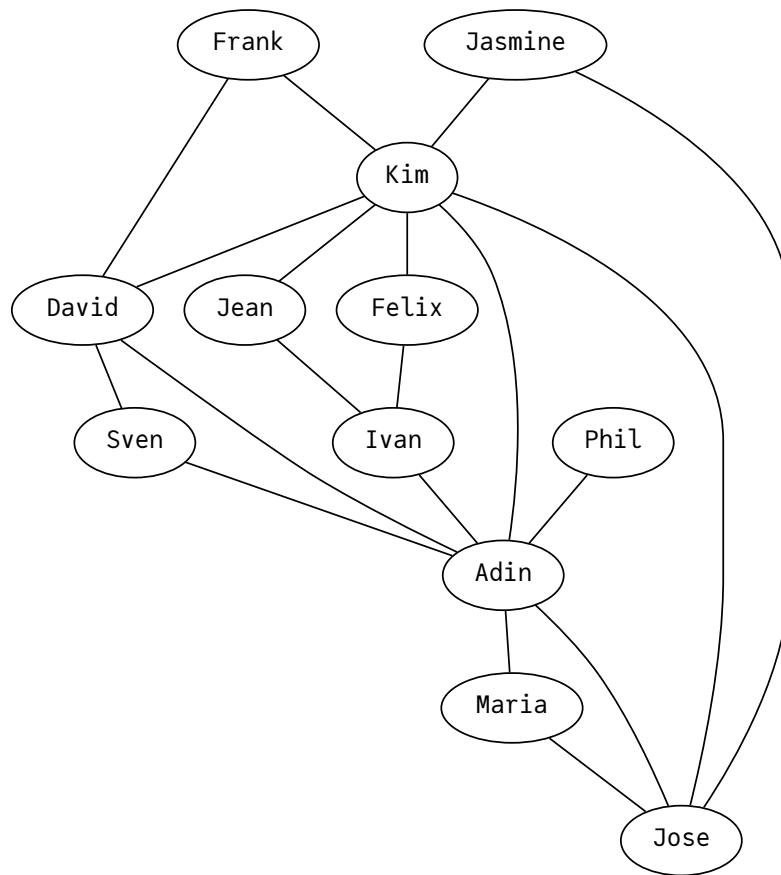 Frank
Jasmine
Kim
David
Jean
Felix
Sven
Ivan
Phil
Adin
Maria
Jose